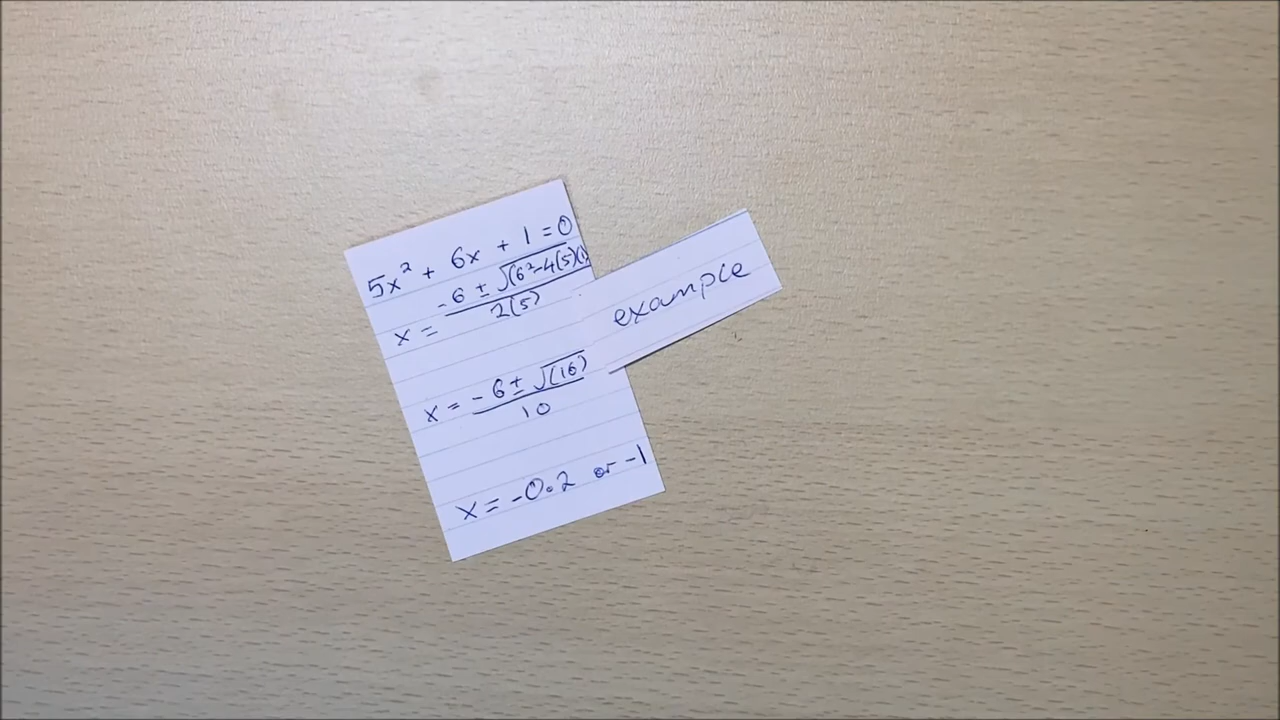 5x² + 6x + 1 = 0
x = -6 ± √(6²-4(5)(1)
2(5)
example
x = -6 ± √(16)
10
x = -0.2 or -1